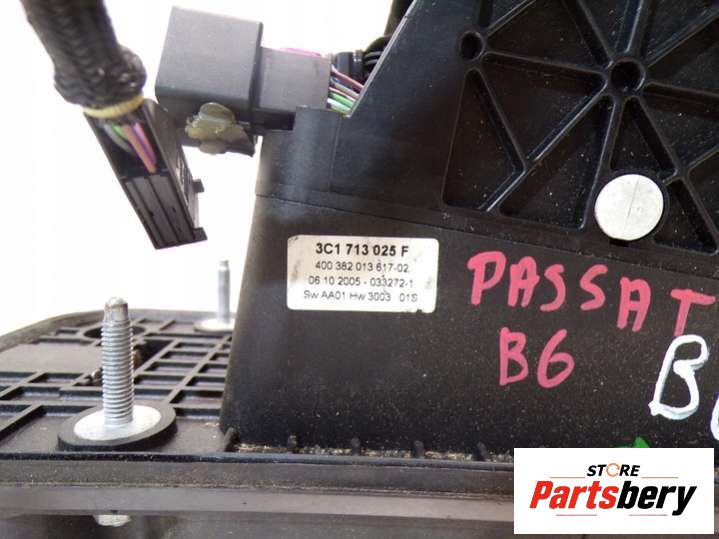 3C1 713 025 F
400 382 013 617-02
06 10 2005 - 033272-1
Sw AA01 Hw 3003 01S
PASSAT
B6
STORE
Partsbery